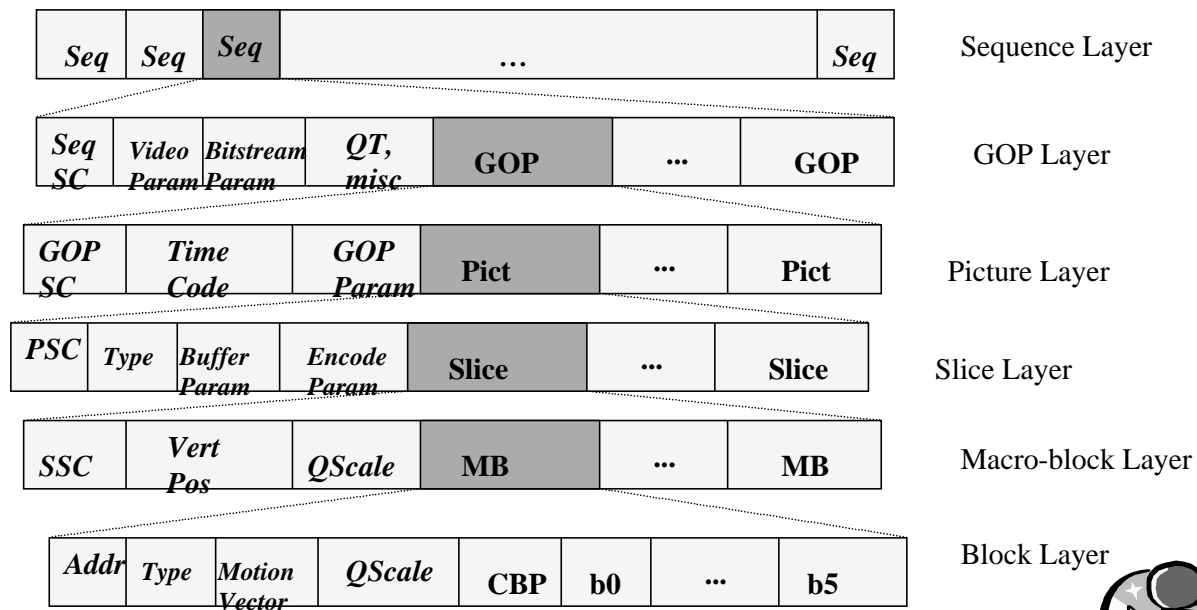 Seq Seq Seq ... Seq Sequence Layer
Seq Video Bitstream QT, GOP ... GOP GOP Layer
SC Param Param misc
GOP Time GOP Pict ... Pict Picture Layer
SC Code Param
PSC Type Buffer Encode Slice ... Slice Slice Layer
Param Param
SSC Vert QScale MB ... MB Macro-block Layer
Pos
Addr Type Motion QScale CBP b0 ... b5 Block Layer
Vector